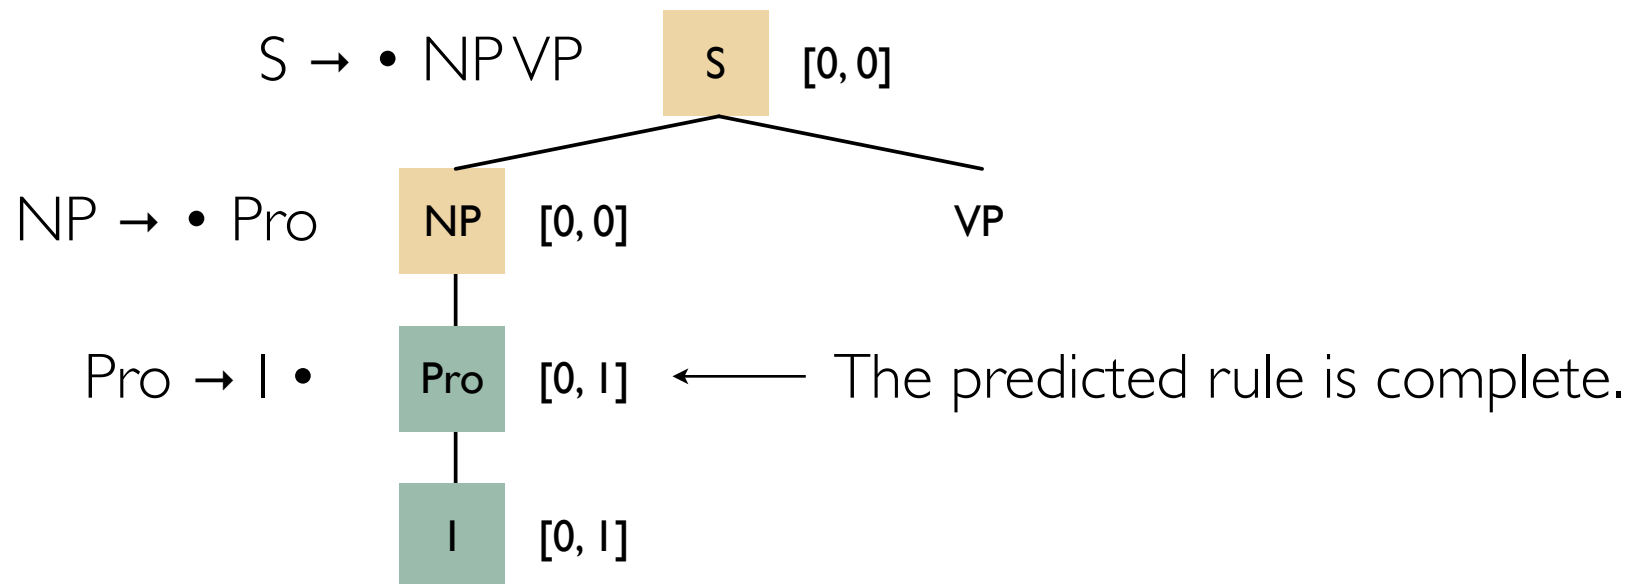 S → • NP VP S [0, 0]
NP → • Pro NP [0, 0] VP
Pro → I • Pro [0, 1] ← The predicted rule is complete.
I [0, 1]